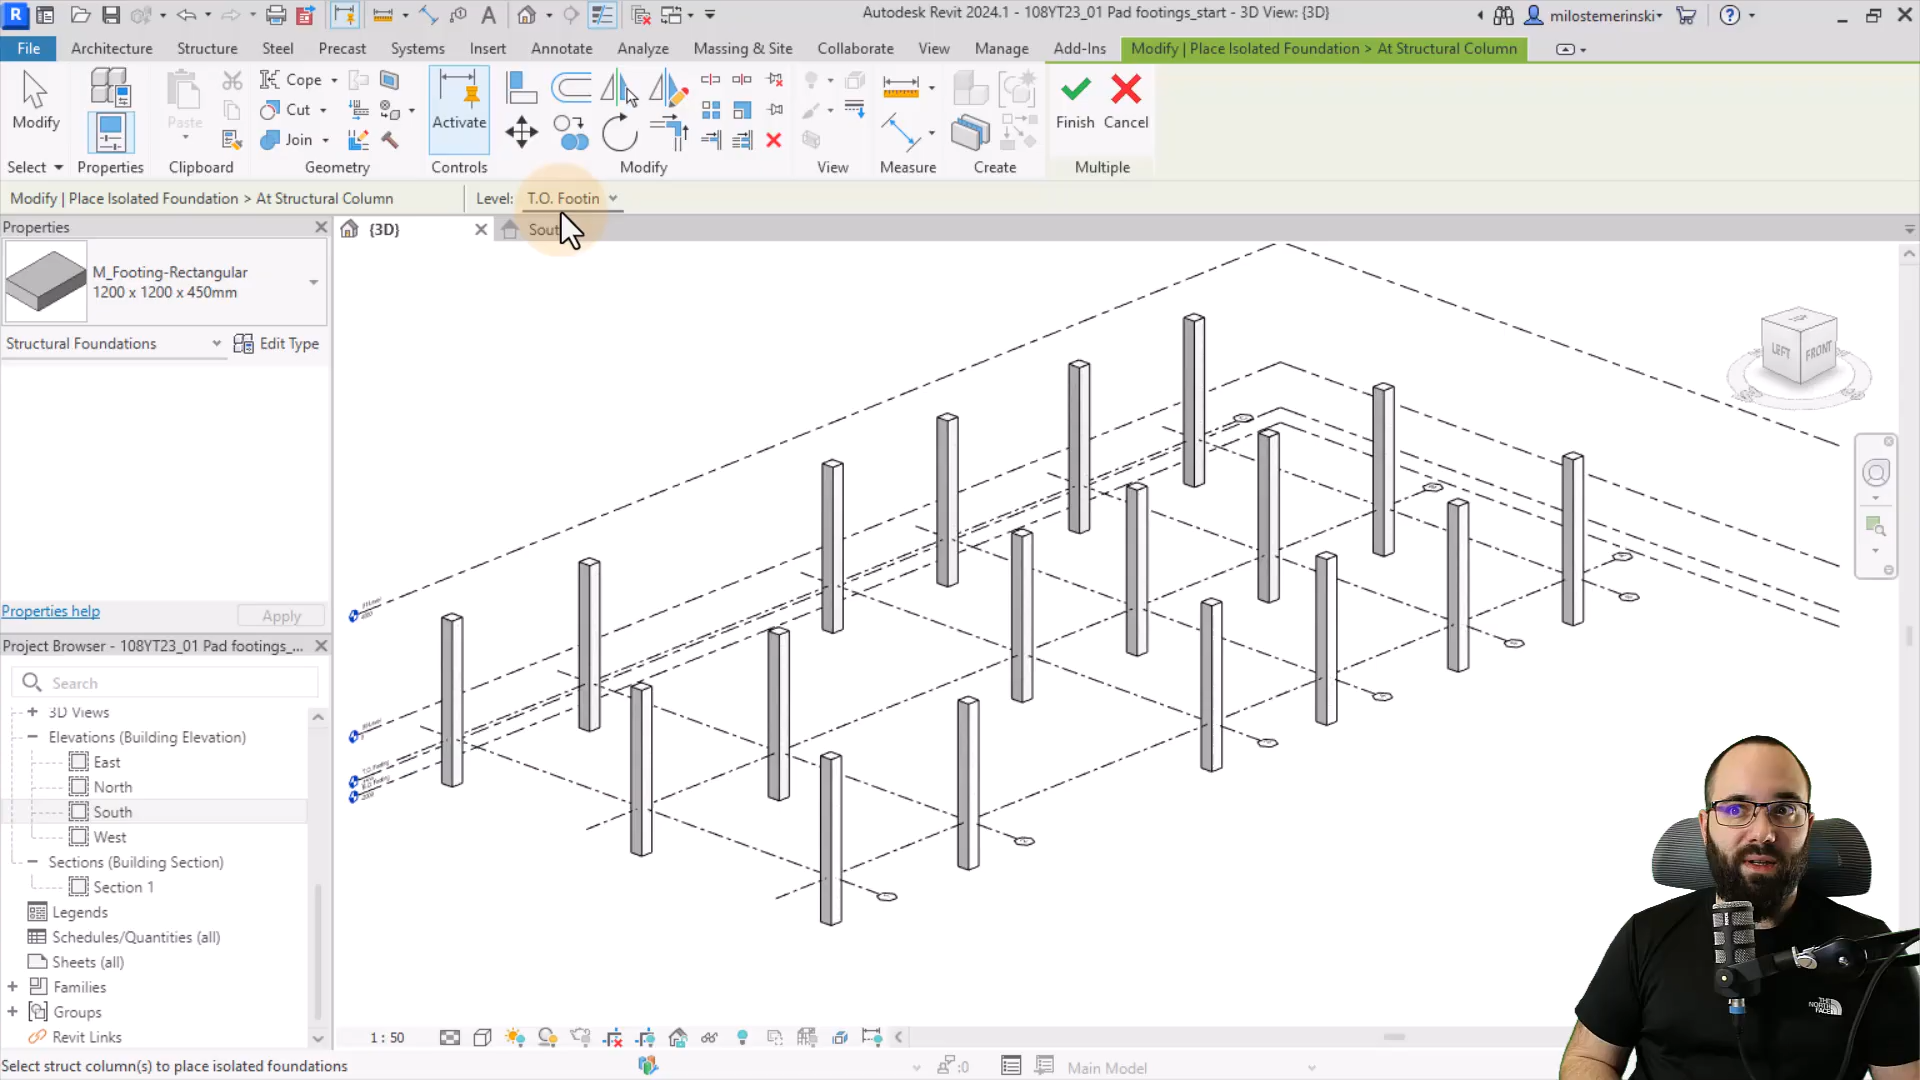 Autodesk Revit 2024.1 - 108YT23_01 Pad footings_start - 3D View: {3D}
milostemerinski
File Architecture Structure Steel Precast Systems Insert Annotate Analyze Massing & Site Collaborate View Manage Add-Ins Modify | Place Isolated Foundation > At Structural Column
Modify
Paste
Cope
Cut
Join
Activate
Finish Cancel
Select Properties Clipboard Geometry Controls Modify View Measure Create Multiple
Modify | Place Isolated Foundation > At Structural Column Level: T.O. Footin
Properties
{3D}
Sout
M_Footing-Rectangular
1200 x 1200 x 450mm
Structural Foundations
Edit Type
LEFT FRONT
Properties help
Apply
Project Browser - 108YT23_01 Pad footings_...
Search
3D Views
Elevations (Building Elevation)
East
North
South
West
Sections (Building Section)
Section 1
Legends
Schedules/Quantities (all)
Sheets (all)
Families
Groups
Revit Links
1 : 50
Select struct column(s) to place isolated foundations
:0
Main Model
THE
NORTH
FACE